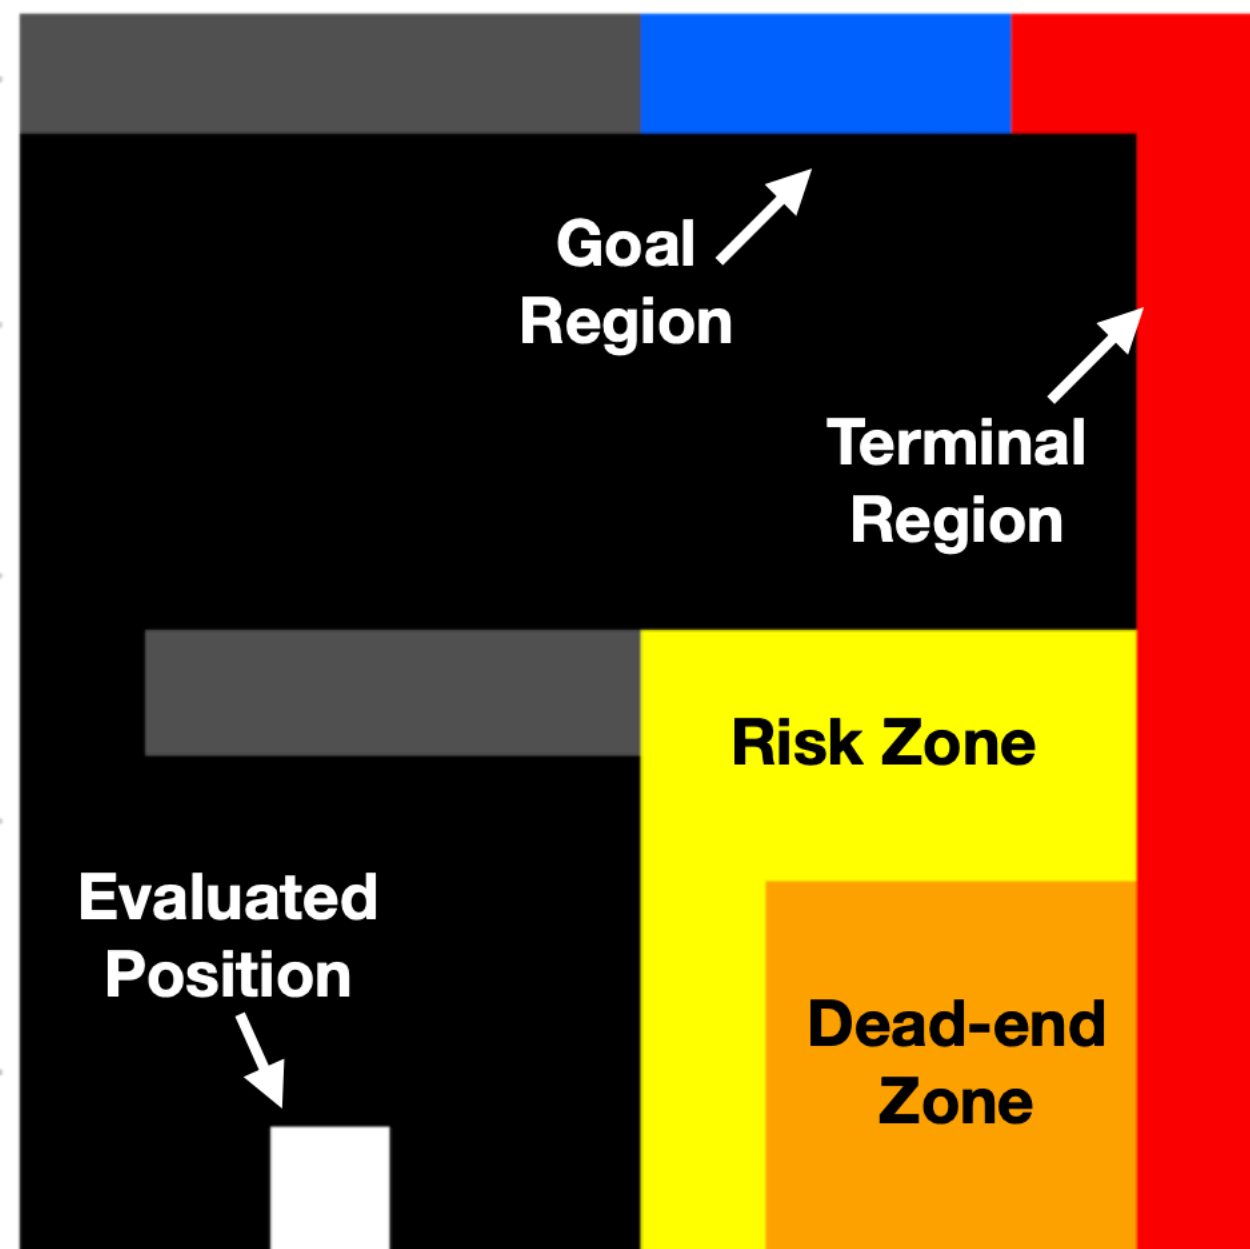 Goal
Region
Terminal
Region
Risk Zone
Evaluated
Position
Dead-end
Zone